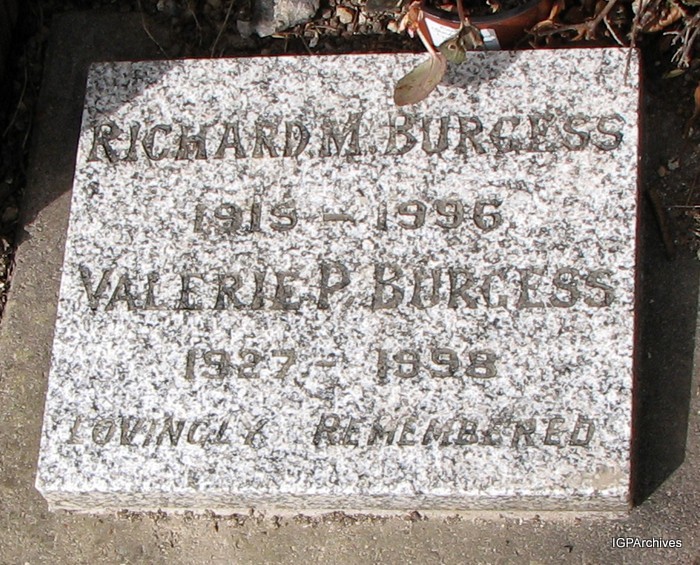 RICHARD M. BURGESS
1915 – 1996
VALERIE P. BURGESS
1927 – 1998
LOVINGLY REMEMBERED
IGPArchives